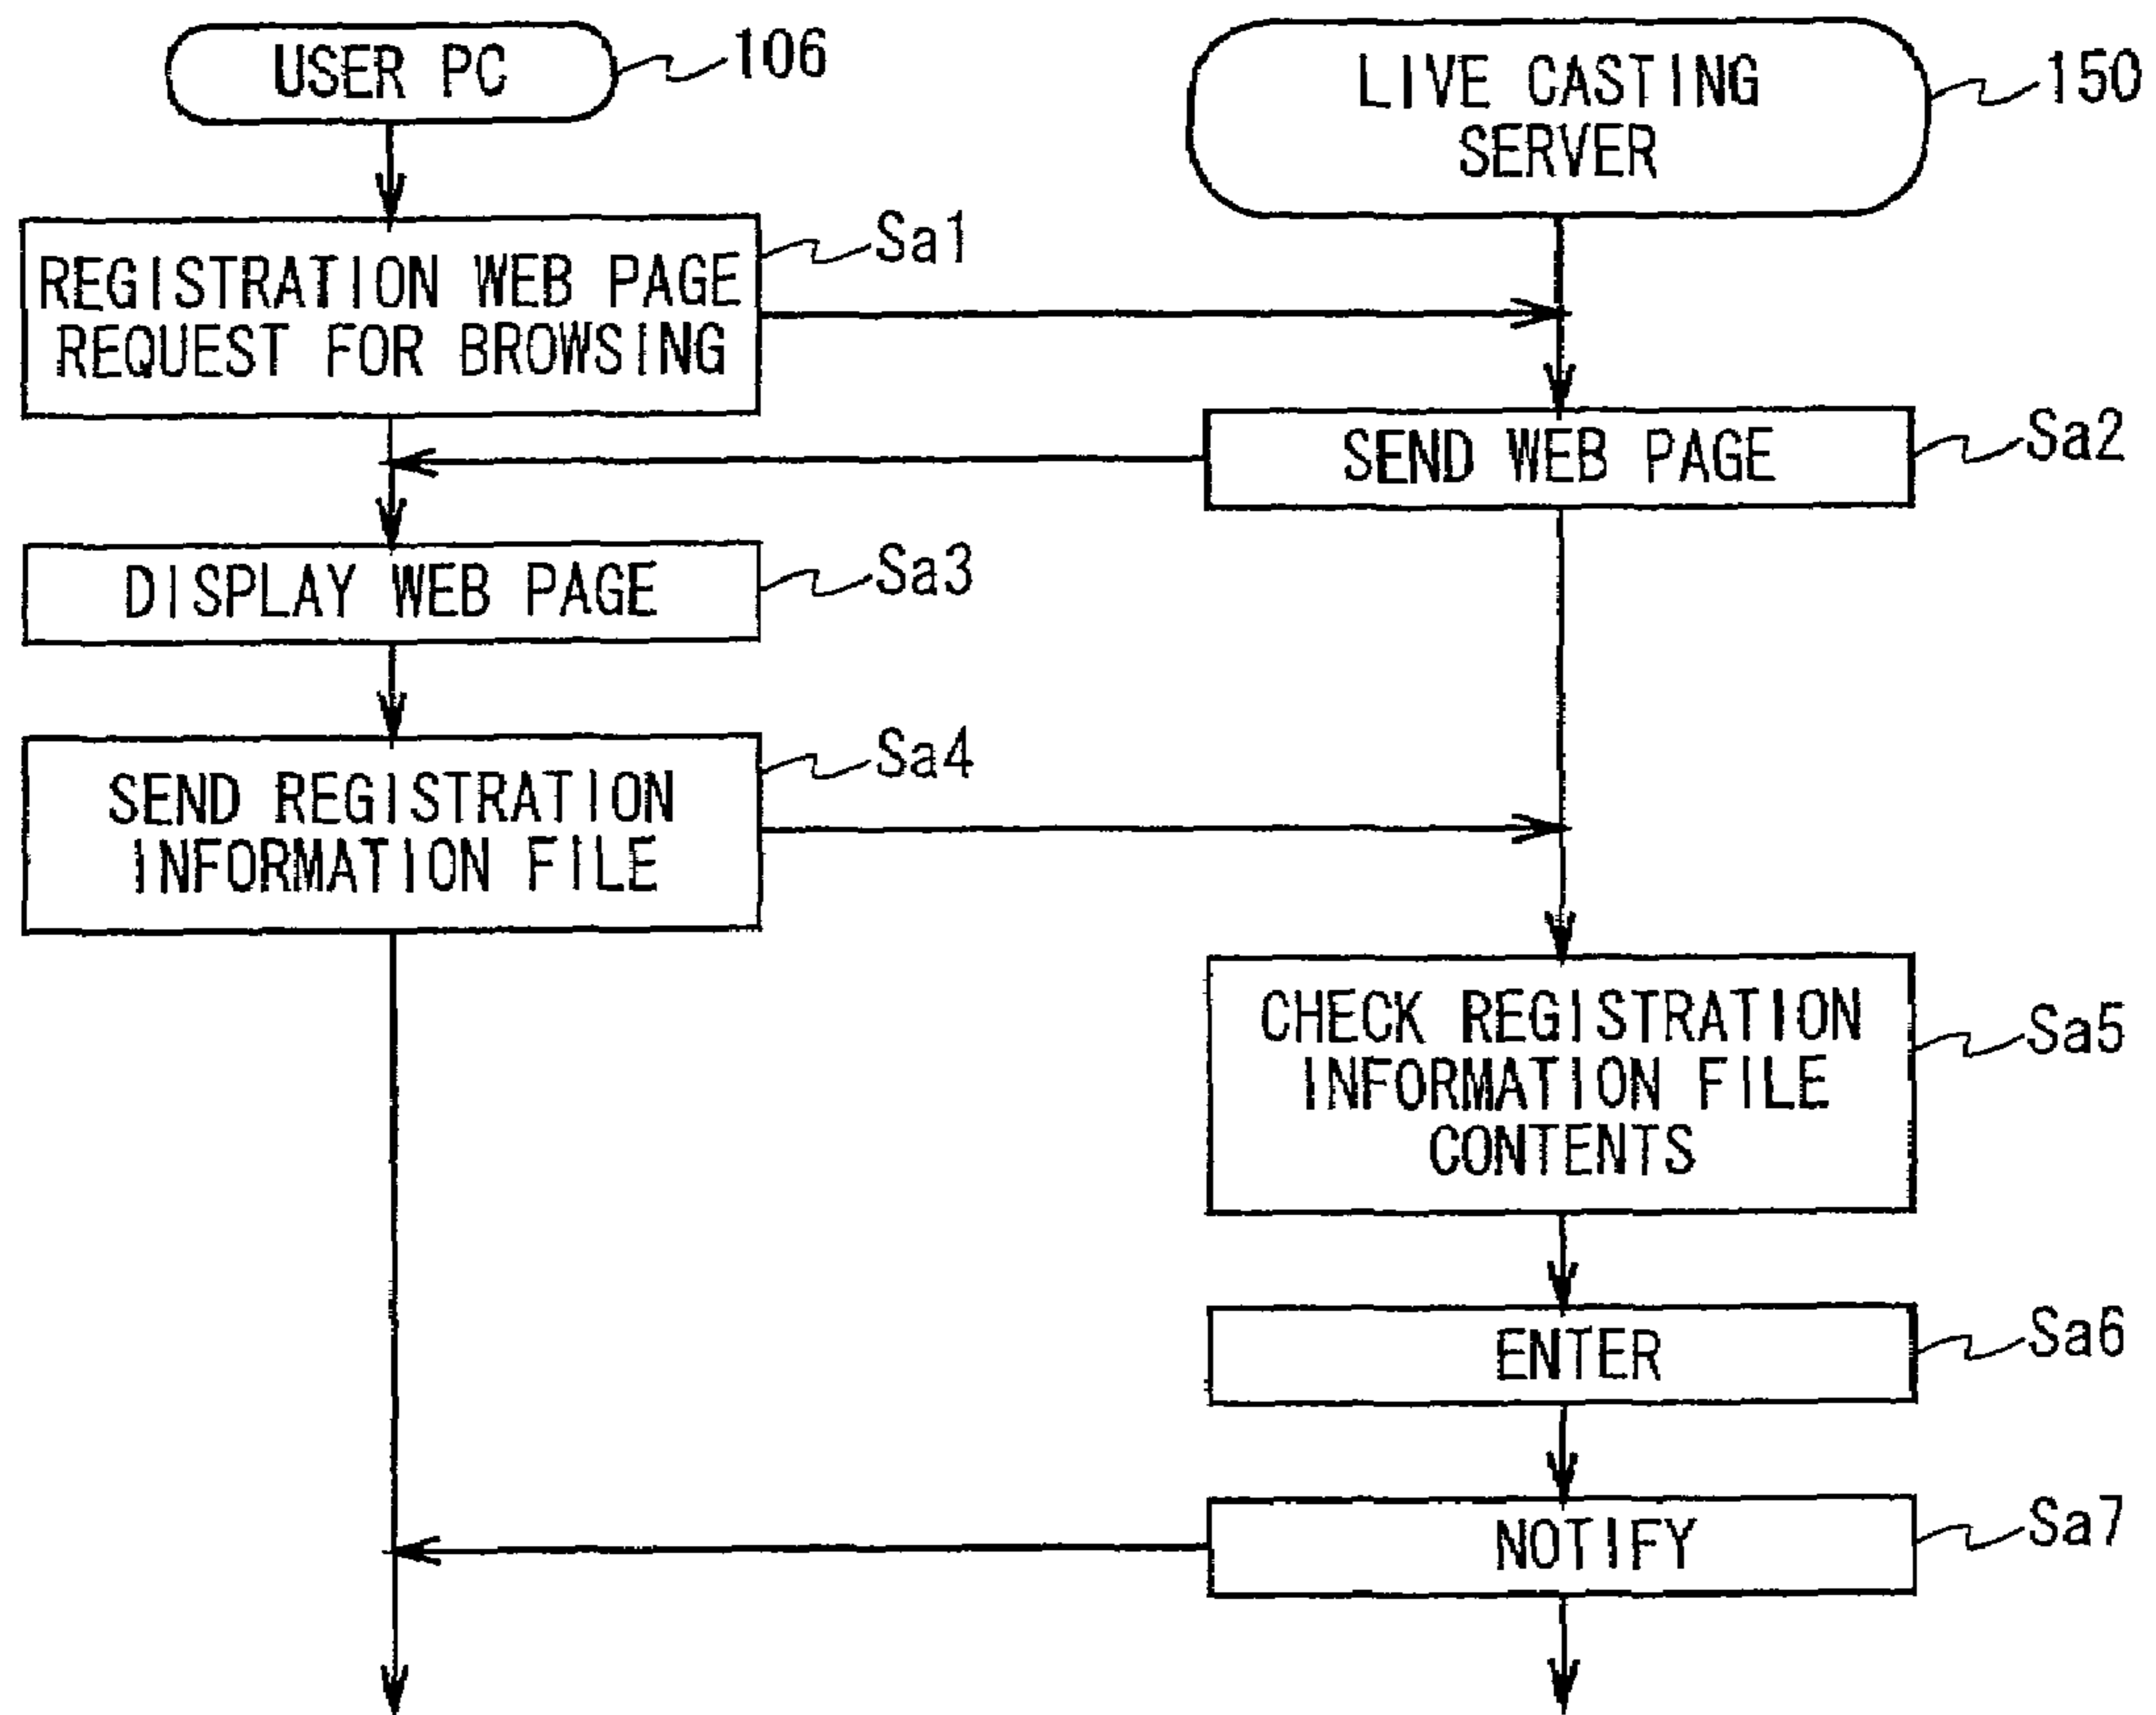 USER PC
106
LIVE CASTING
SERVER
150
REGISTRATION WEB PAGE
REQUEST FOR BROWSING
Sa1
SEND WEB PAGE
Sa2
DISPLAY WEB PAGE
Sa3
SEND REGISTRATION
INFORMATION FILE
Sa4
CHECK REGISTRATION
INFORMATION FILE
CONTENTS
Sa5
ENTER
Sa6
NOTIFY
Sa7